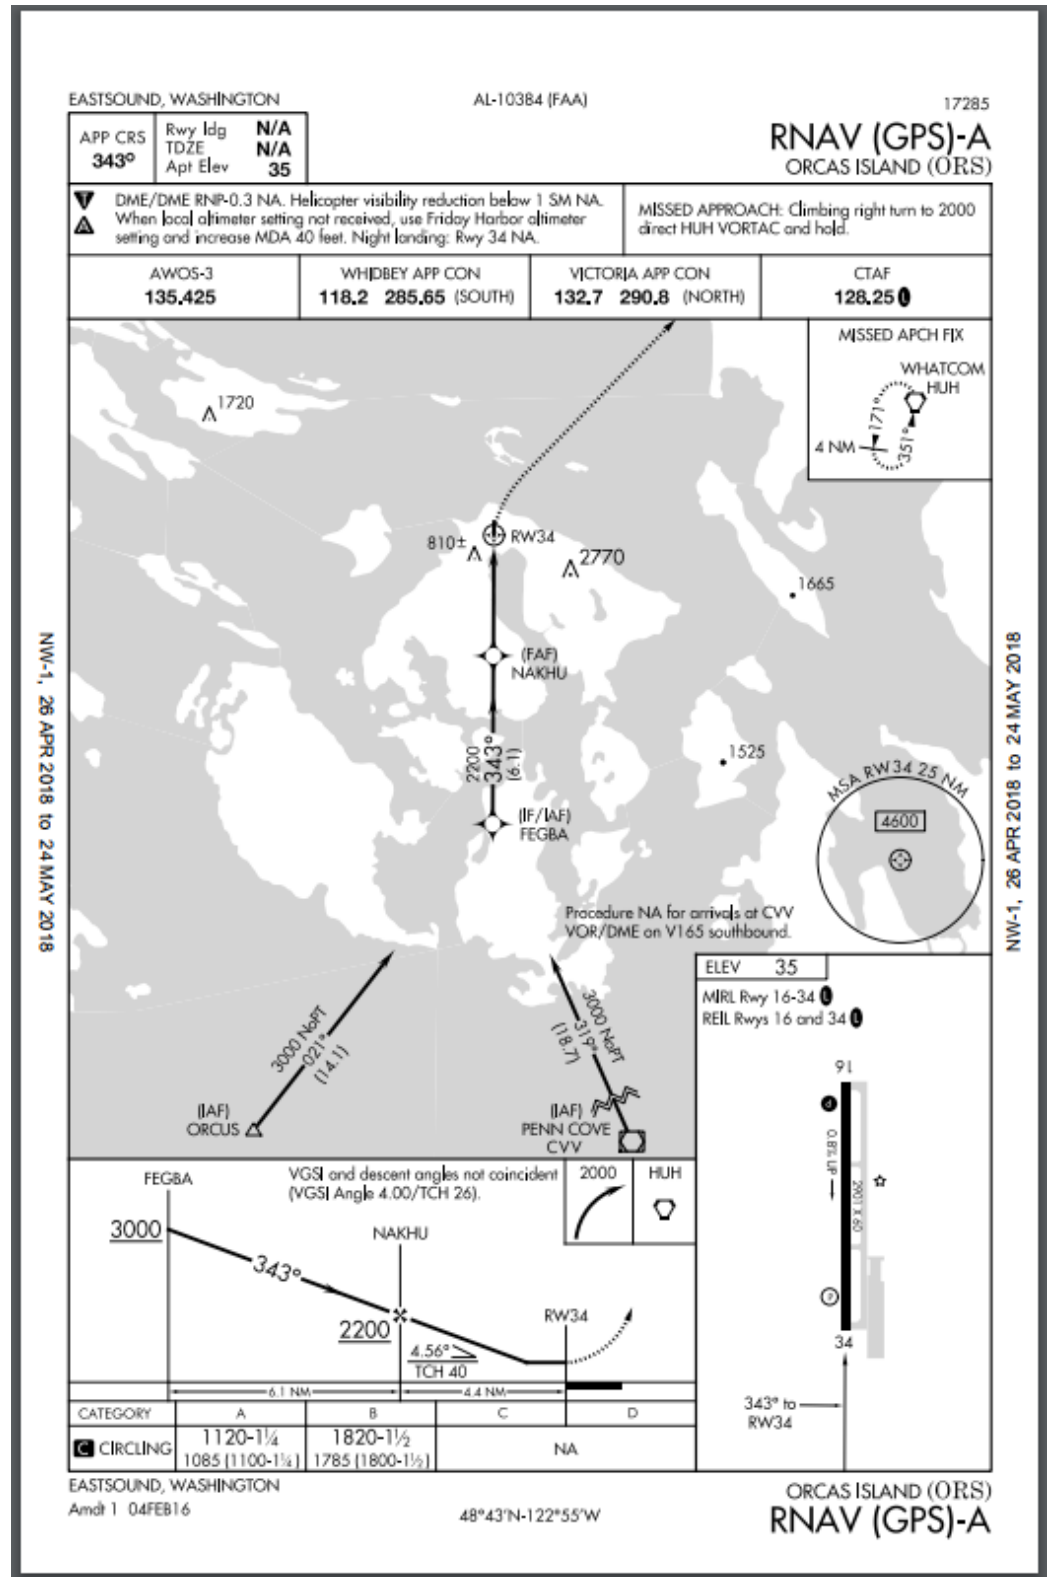 EASTSOUND, WASHINGTON
AL-10384 (FAA)
17285
APP CRS
343°
Rwy ldg N/A
TDZE N/A
Apt Elev 35
RNAV (GPS)-A
ORCAS ISLAND (ORS)
T
A
DME/DME RNP-0.3 NA. Helicopter visibility reduction below 1 SM NA.
When local altimeter setting not received, use Friday Harbor altimeter
setting and increase MDA 40 feet. Night landing: Rwy 34 NA.
MISSED APPROACH: Climbing right turn to 2000
direct HUH VORTAC and hold.
AWOS-3
135.425
WHIDBEY APP CON
118.2 285.65 (SOUTH)
VICTORIA APP CON
132.7 290.8 (NORTH)
CTAF
128.25 L
MISSED APCH FIX
WHATCOM
HUH
171°
4 NM
351°
1720
RW34
810±
2770
1665
(FAF)
NAKHU
2200
343°
(6.1)
1525
(IF/IAF)
FEGBA
MSA RW34 25 NM
4600
Procedure NA for arrivals at CVV
VOR/DME on V165 southbound.
3000 NoPT
021°
(14.1)
(IAF)
ORCUS
3000 NoPT
319°
(18.7)
(IAF)
PENN COVE
CVV
NW-1, 26 APR 2018 to 24 MAY 2018
NW-1, 26 APR 2018 to 24 MAY 2018
ELEV 35
MIRL Rwy 16-34 L
REIL Rwys 16 and 34 L
16
P
0.8% UP
2901 X 60
P
34
343° to
RW34
FEGBA
VGSI and descent angles not coincident
(VGSI Angle 4.00/TCH 26).
2000
HUH
3000
343°
NAKHU
2200
4.56°
TCH 40
RW34
6.1 NM
4.4 NM
CATEGORY A B C D
C CIRCLING
1120-1¼
1085 (1100-1¼)
1820-1½
1785 (1800-1½)
NA
EASTSOUND, WASHINGTON
Amdt 1 04FEB16
48°43'N-122°55'W
ORCAS ISLAND (ORS)
RNAV (GPS)-A